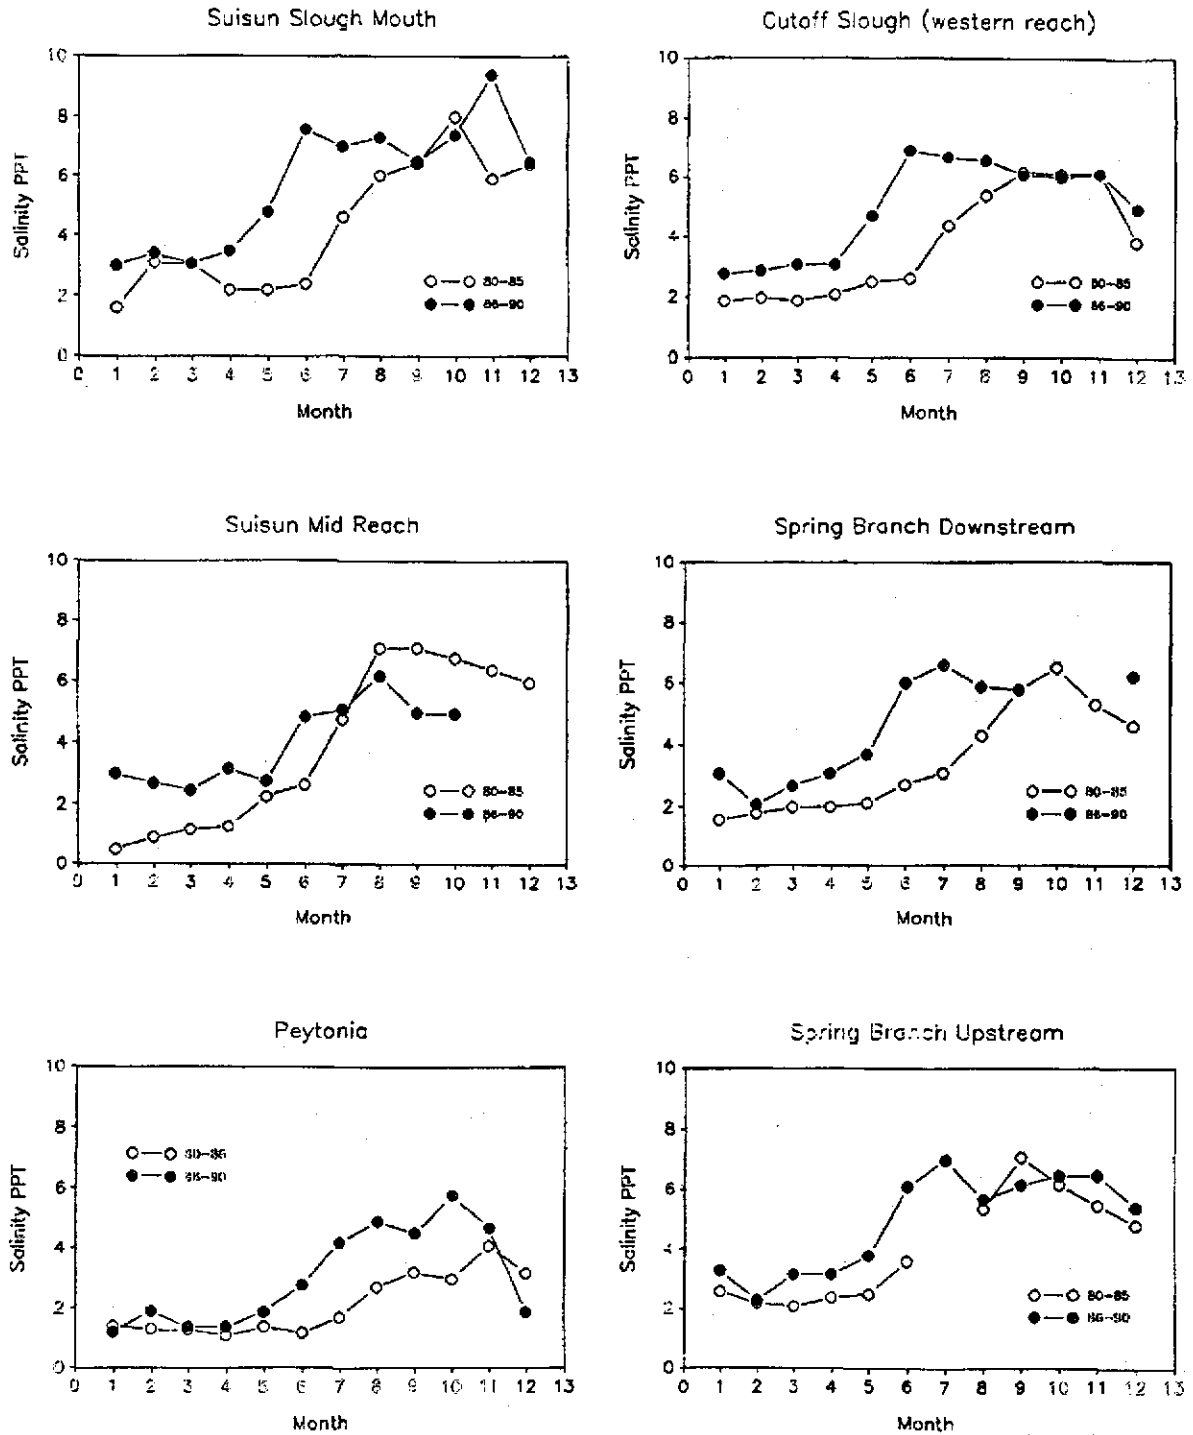 Suisun Slough Mouth
10
8
6
4
2
0
Salinity PPT
80-85
86-90
0 1 2 3 4 5 6 7 8 9 10 11 12 13
Month
Cutoff Slough (western reach)
10
8
6
4
2
0
Salinity PPT
80-85
86-90
0 1 2 3 4 5 6 7 8 9 10 11 12 13
Month
Suisun Mid Reach
10
8
6
4
2
0
Salinity PPT
80-85
86-90
0 1 2 3 4 5 6 7 8 9 10 11 12 13
Month
Spring Branch Downstream
10
8
6
4
2
0
Salinity PPT
80-85
86-90
0 1 2 3 4 5 6 7 8 9 10 11 12 13
Month
Peytonia
10
8
6
4
2
0
Salinity PPT
86-90
0 1 2 3 4 5 6 7 8 9 10 11 12 13
Month
Spring Branch Upstream
10
8
6
4
2
0
Salinity PPT
80-85
86-90
0 1 2 3 4 5 6 7 8 9 10 11 12 13
Month